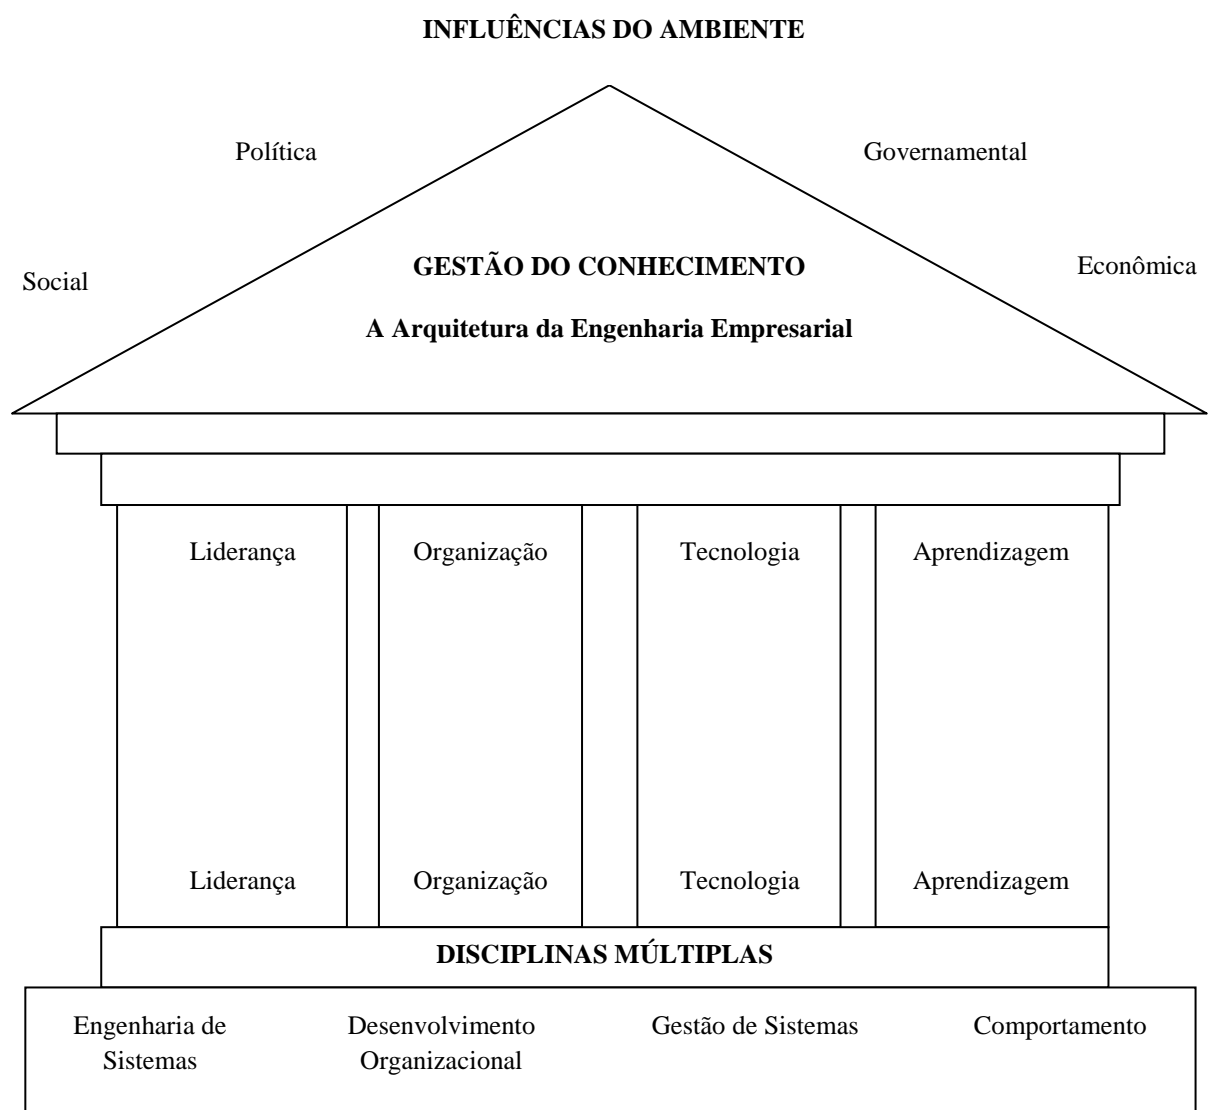 INFLUÊNCIAS DO AMBIENTE
Política
Governamental
Social
GESTÃO DO CONHECIMENTO
Econômica
A Arquitetura da Engenharia Empresarial
Liderança
Organização
Tecnologia
Aprendizagem
Liderança
Organização
Tecnologia
Aprendizagem
DISCIPLINAS MÚLTIPLAS
Engenharia de
Sistemas
Desenvolvimento
Organizacional
Gestão de Sistemas
Comportamento